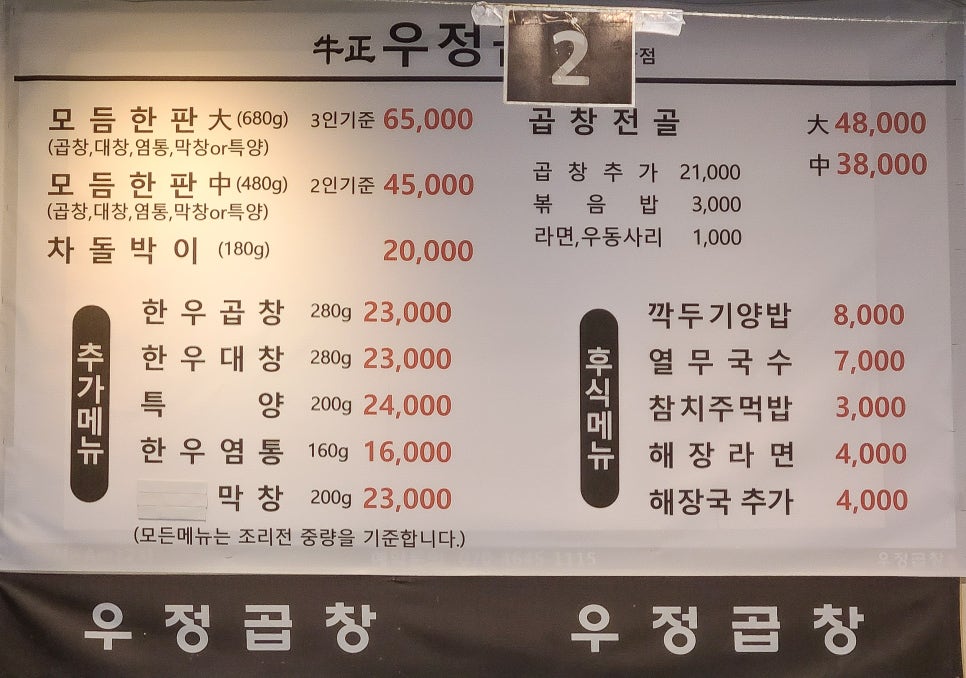 牛正우정
2
점
모듬한판大(680g) 3인기준 65,000
(곱창,대창,염통,막창or특양)
모듬한판中(480g) 2인기준 45,000
(곱창,대창,염통,막창or특양)
차돌박이 (180g) 20,000
곱창전골 大 48,000
中 38,000
곱창추가 21,000
볶음밥 3,000
라면,우동사리 1,000
추가메뉴
한우곱창 280g 23,000
한우대창 280g 23,000
특양 200g 24,000
한우염통 160g 16,000
막창 200g 23,000
(모든메뉴는 조리전 중량을 기준합니다.)
후식메뉴
깍두기양밥 8,000
열무국수 7,000
참치주먹밥 3,000
해장라면 4,000
해장국 추가 4,000
우정곱창
우정곱창 우정곱창